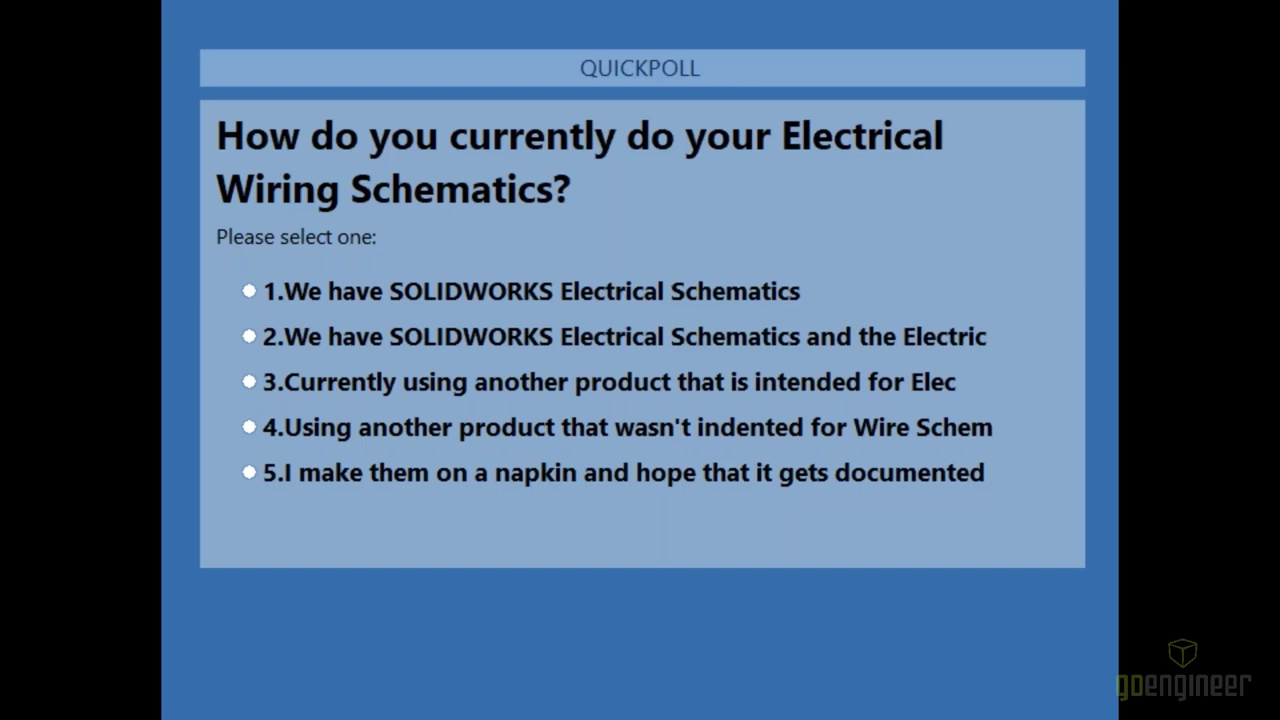 QUICKPOLL
How do you currently do your Electrical
Wiring Schematics?
Please select one:
1.We have SOLIDWORKS Electrical Schematics
2.We have SOLIDWORKS Electrical Schematics and the Electric
3.Currently using another product that is intended for Elec
4.Using another product that wasn't indented for Wire Schem
5.I make them on a napkin and hope that it gets documented
goengineer